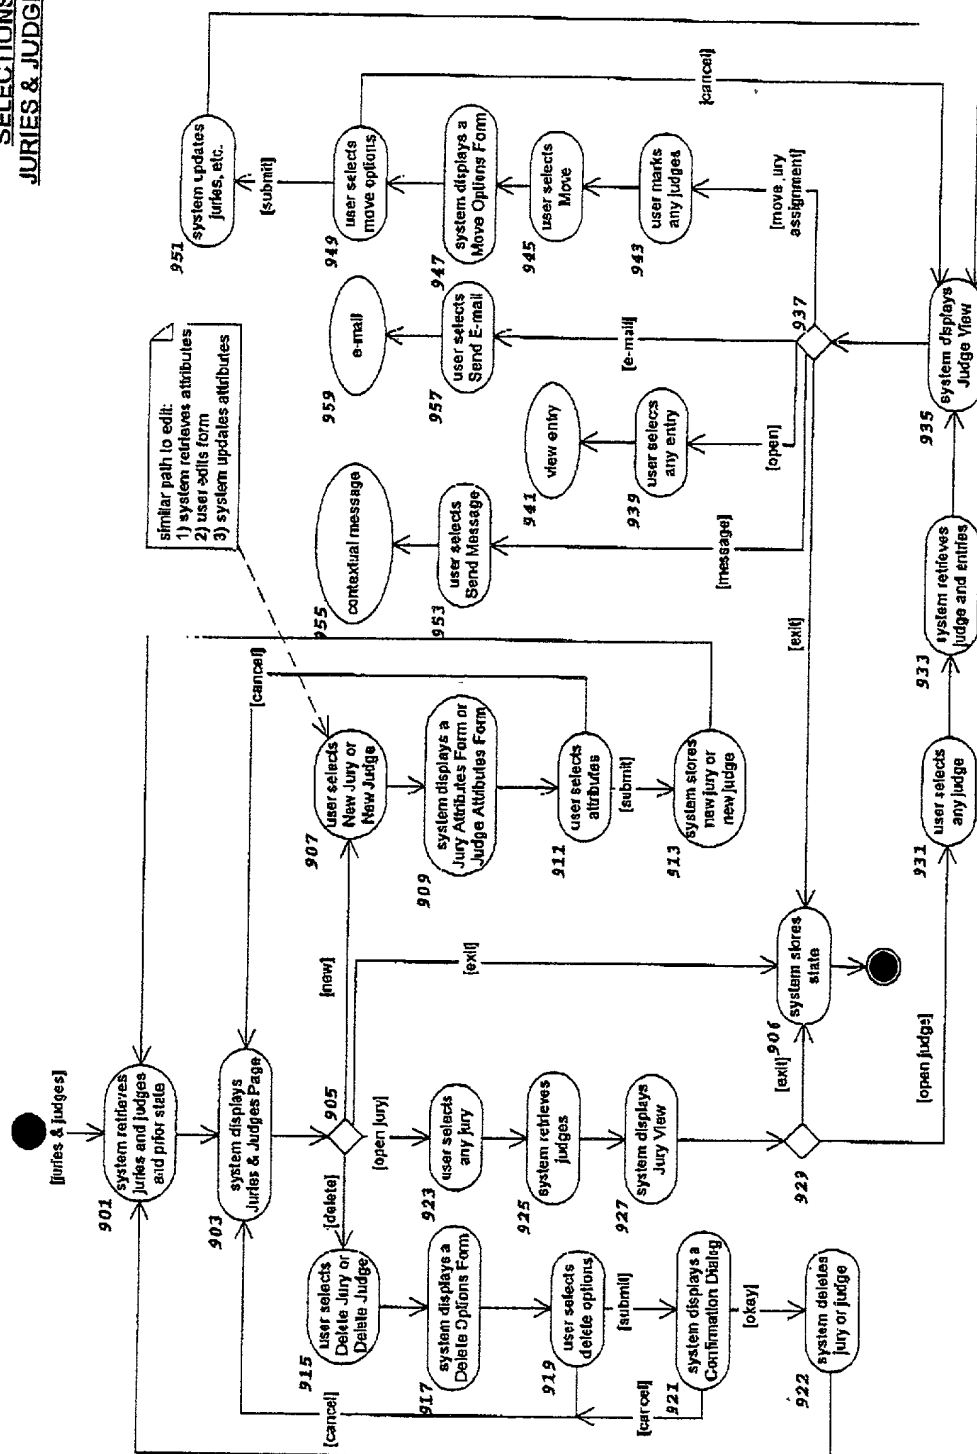 SELECTIONS
JURIES & JUDGE
[juries & judges]
901
system retrieves
juries and judges
and prior state
903
system displays
Juries & Judges Page
905
[delete]
[open jury]
[new]
[exit]
915
user selects
Delete Jury or
Delete Judge
917
system displays a
Delete Options Form
919
user selects
delete options
[submit]
921
system displays a
Confirmation Dialog
[okay]
922
system deletes
jury or judge
[cancel]
[carcel]
923
user selects
any jury
925
system retrieves
judges
927
system displays
Jury View
929
[exit]
906
system stores
state
[open judge]
907
user selects
New Jury or
New Judge
909
system displays a
Jury Attributes Form or
Judge Attributes Form
911
user selects
attributes
[submit]
913
system stores
new jury or
new judge
[cancel]
similar path to edit:
1) system retrieves attributes
2) user edits form
3) system updates attributes
931
user selects
any judge
933
system retrieves
judge and entries
935
system displays
Judge View
937
[exit]
[message]
953
user selects
Send Message
955
contextual message
[open]
939
user selects
any entry
941
view entry
[e-mail]
957
user selects
Send E-mail
959
e-mail
[move jury
assignment]
943
user marks
any judges
945
user selects
Move
947
system displays a
Move Options Form
949
user selects
move options
[submit]
951
system updates
juries, etc.
[cancel]